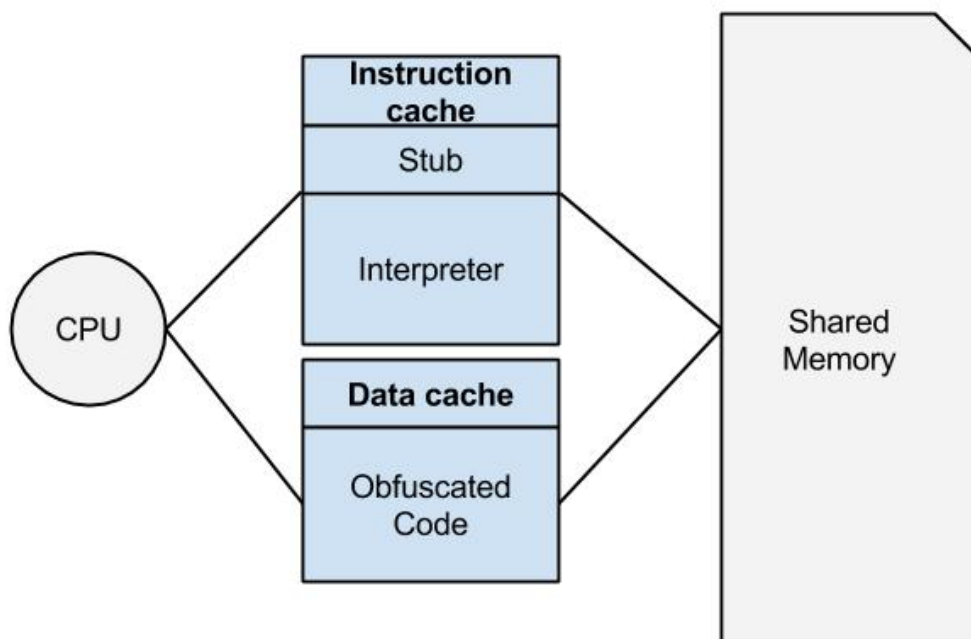 Instruction
cache
Stub
Interpreter
CPU
Data cache
Obfuscated
Code
Shared
Memory